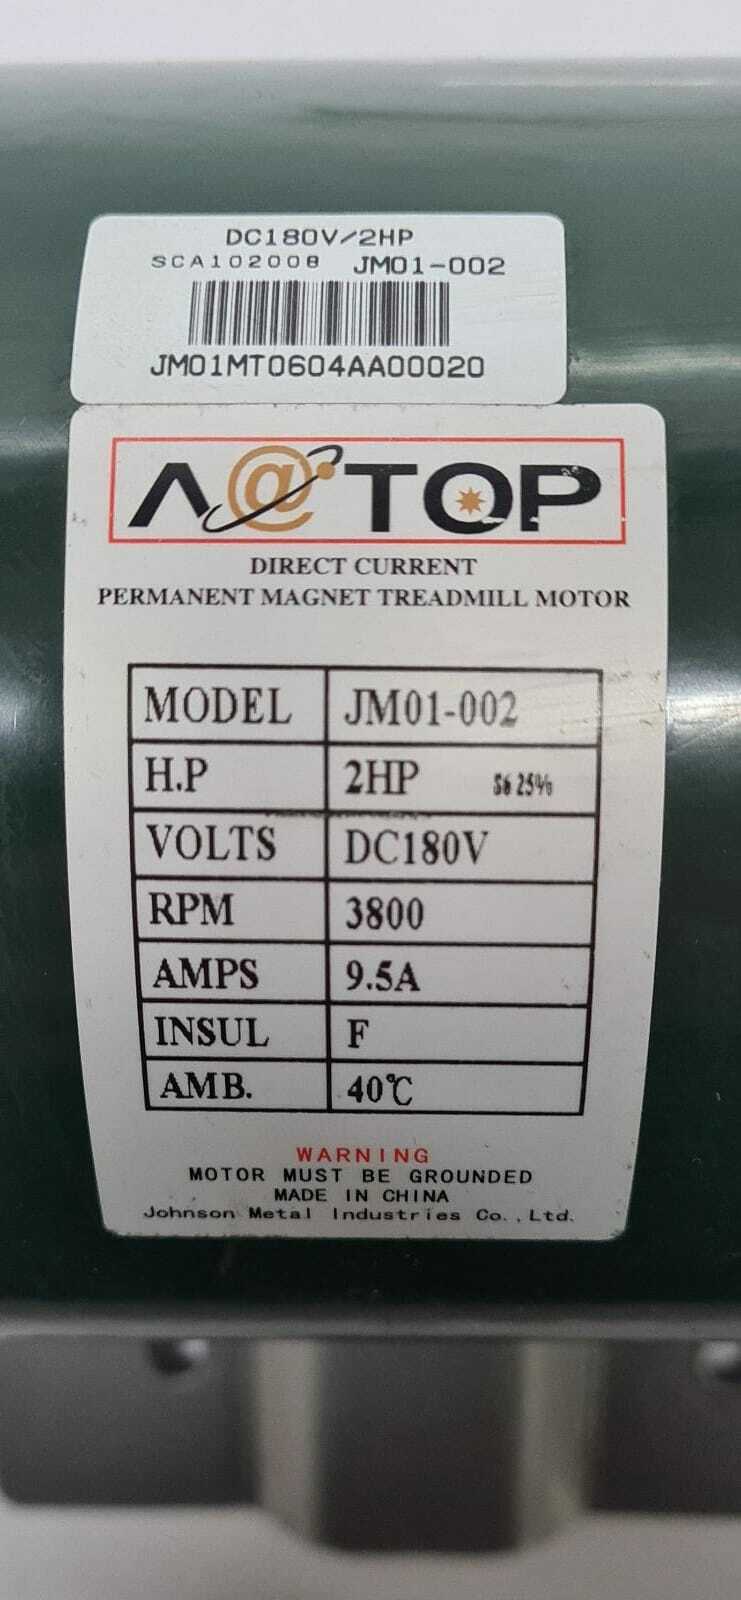 DC180V/2HP
SCA102008 JM01-002
JM01MT0604AA00020
A@TOP
DIRECT CURRENT
PERMANENT MAGNET TREADMILL MOTOR
MODEL JM01-002
H.P 2HP S6 25%
VOLTS DC180V
RPM 3800
AMPS 9.5A
INSUL F
AMB. 40℃
WARNING
MOTOR MUST BE GROUNDED
MADE IN CHINA
Johnson Metal Industries Co.,Ltd.